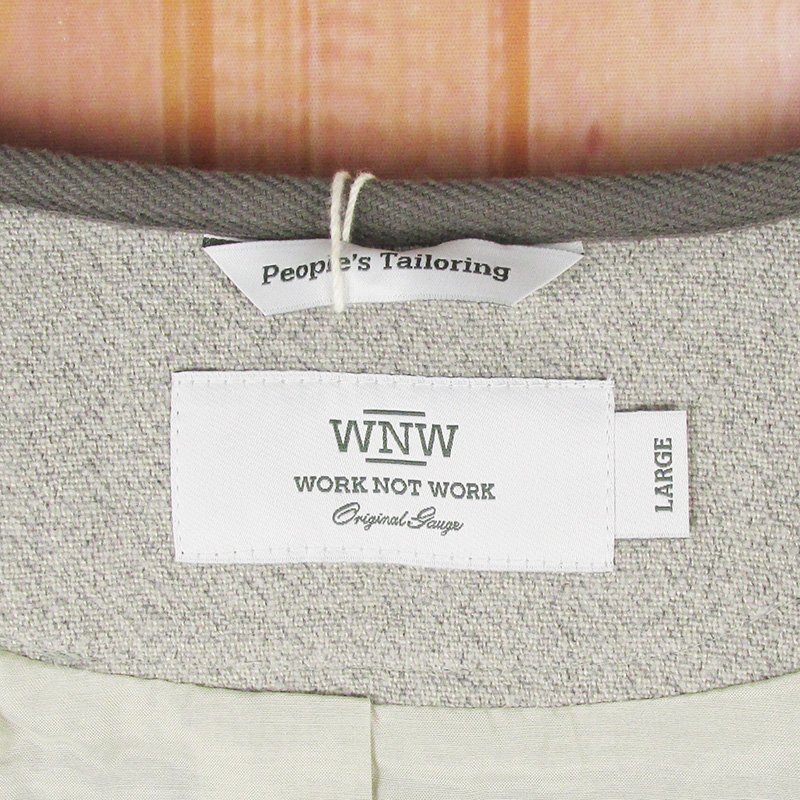 People's Tailoring
WNW
WORK NOT WORK
Original Gauge
LARGE